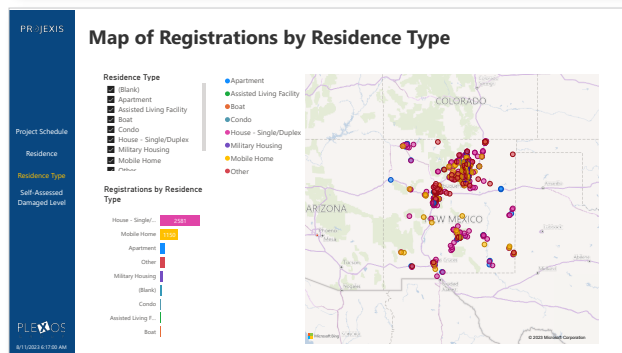 PROJEXIS
Map of Registrations by Residence Type
Residence Type
(Blank)
Apartment
Assisted Living Facility
Boat
Condo
House - Single/Duplex
Military Housing
Mobile Home
Other
Apartment
Assisted Living Facility
Boat
Condo
House - Single/Duplex
Military Housing
Mobile Home
Other
Project Schedule
Residence
Residence Type
Self-Assessed
Damaged Level
Registrations by Residence
Type
House - Single/...
2581
Mobile Home
Apartment
Other
Military Housing
(Blank)
Condo
Assisted Living F...
Boat
COLORADO
ARIZONA
NEW MEXICO
Microsoft Bing
© 2023 Microsoft Corporation
PLEXOS
8/11/2023 6:17:00 AM